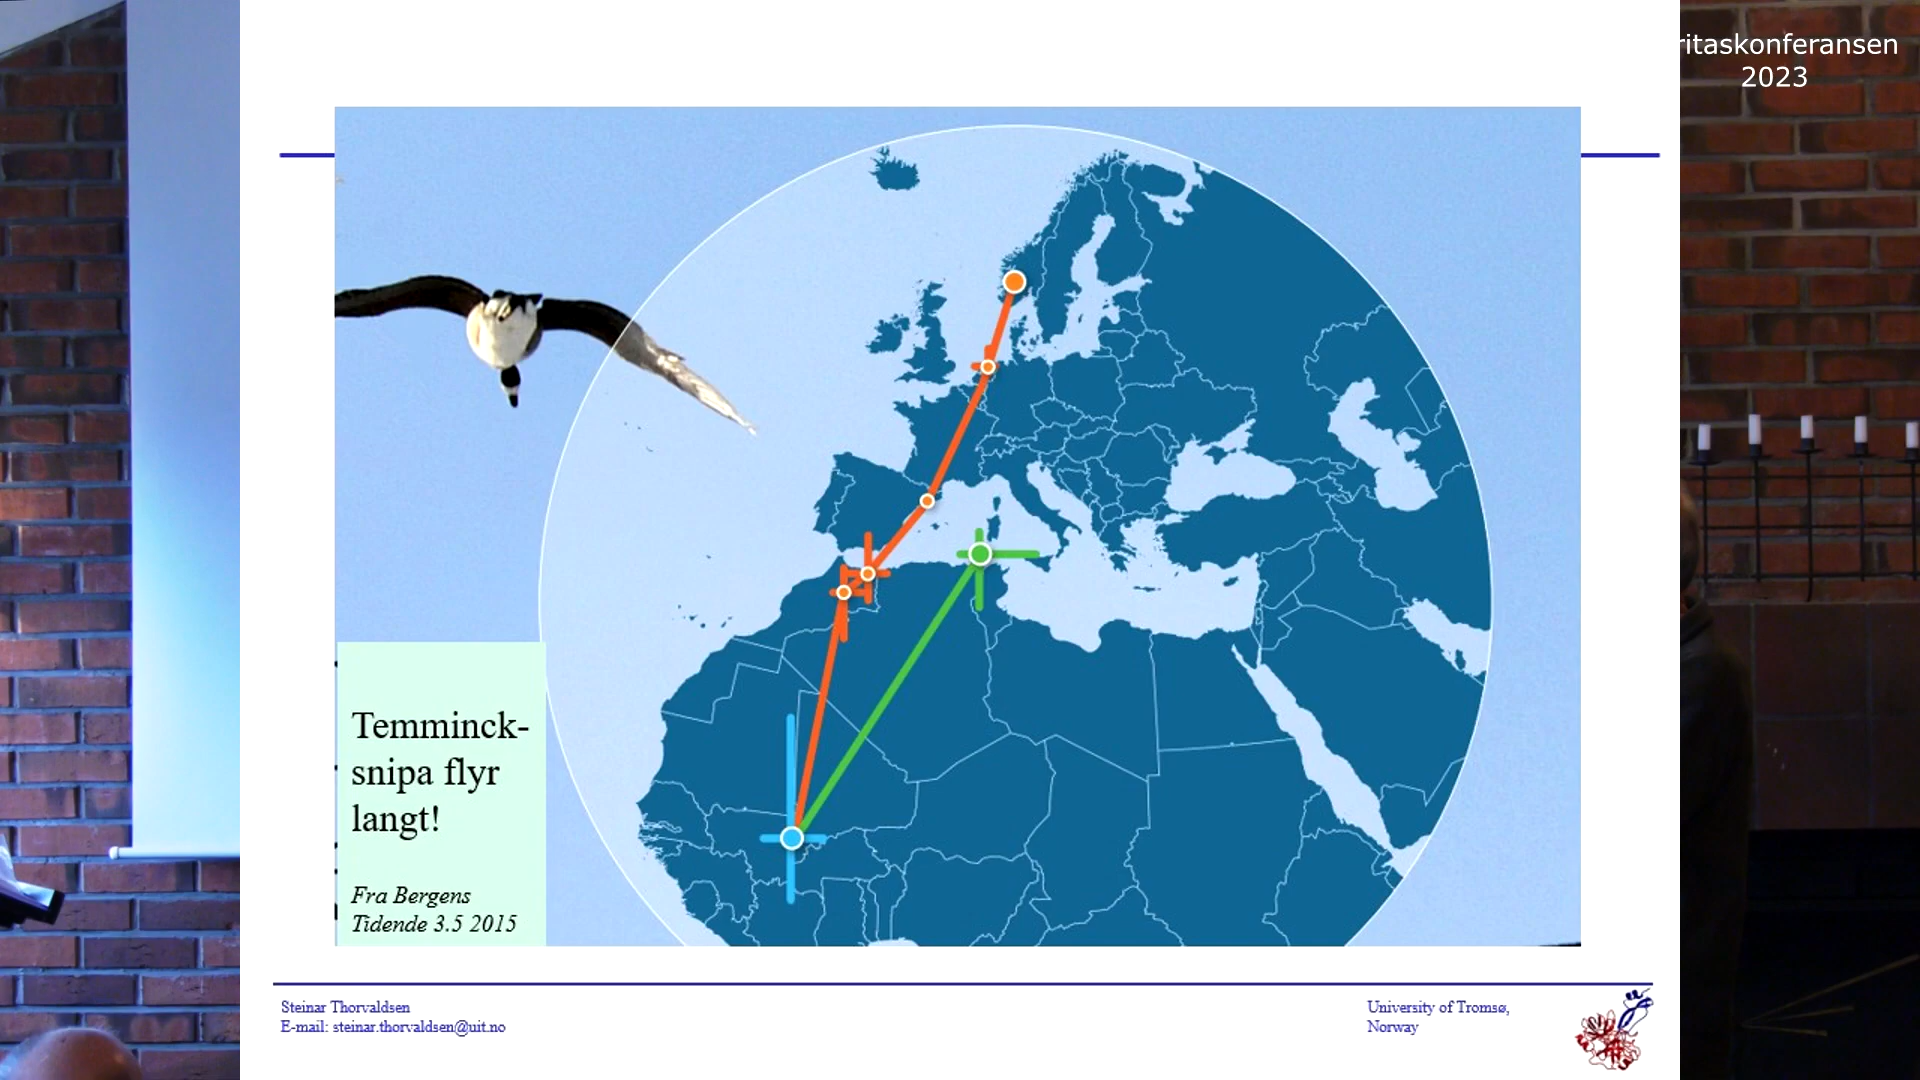 ritaskonferansen
2023
Temminck-
snipa flyr
langt!
Fra Bergens
Tidende 3.5 2015
Steinar Thorvaldsen
E-mail: steinar.thorvaldsen@uit.no
University of Tromsø,
Norway